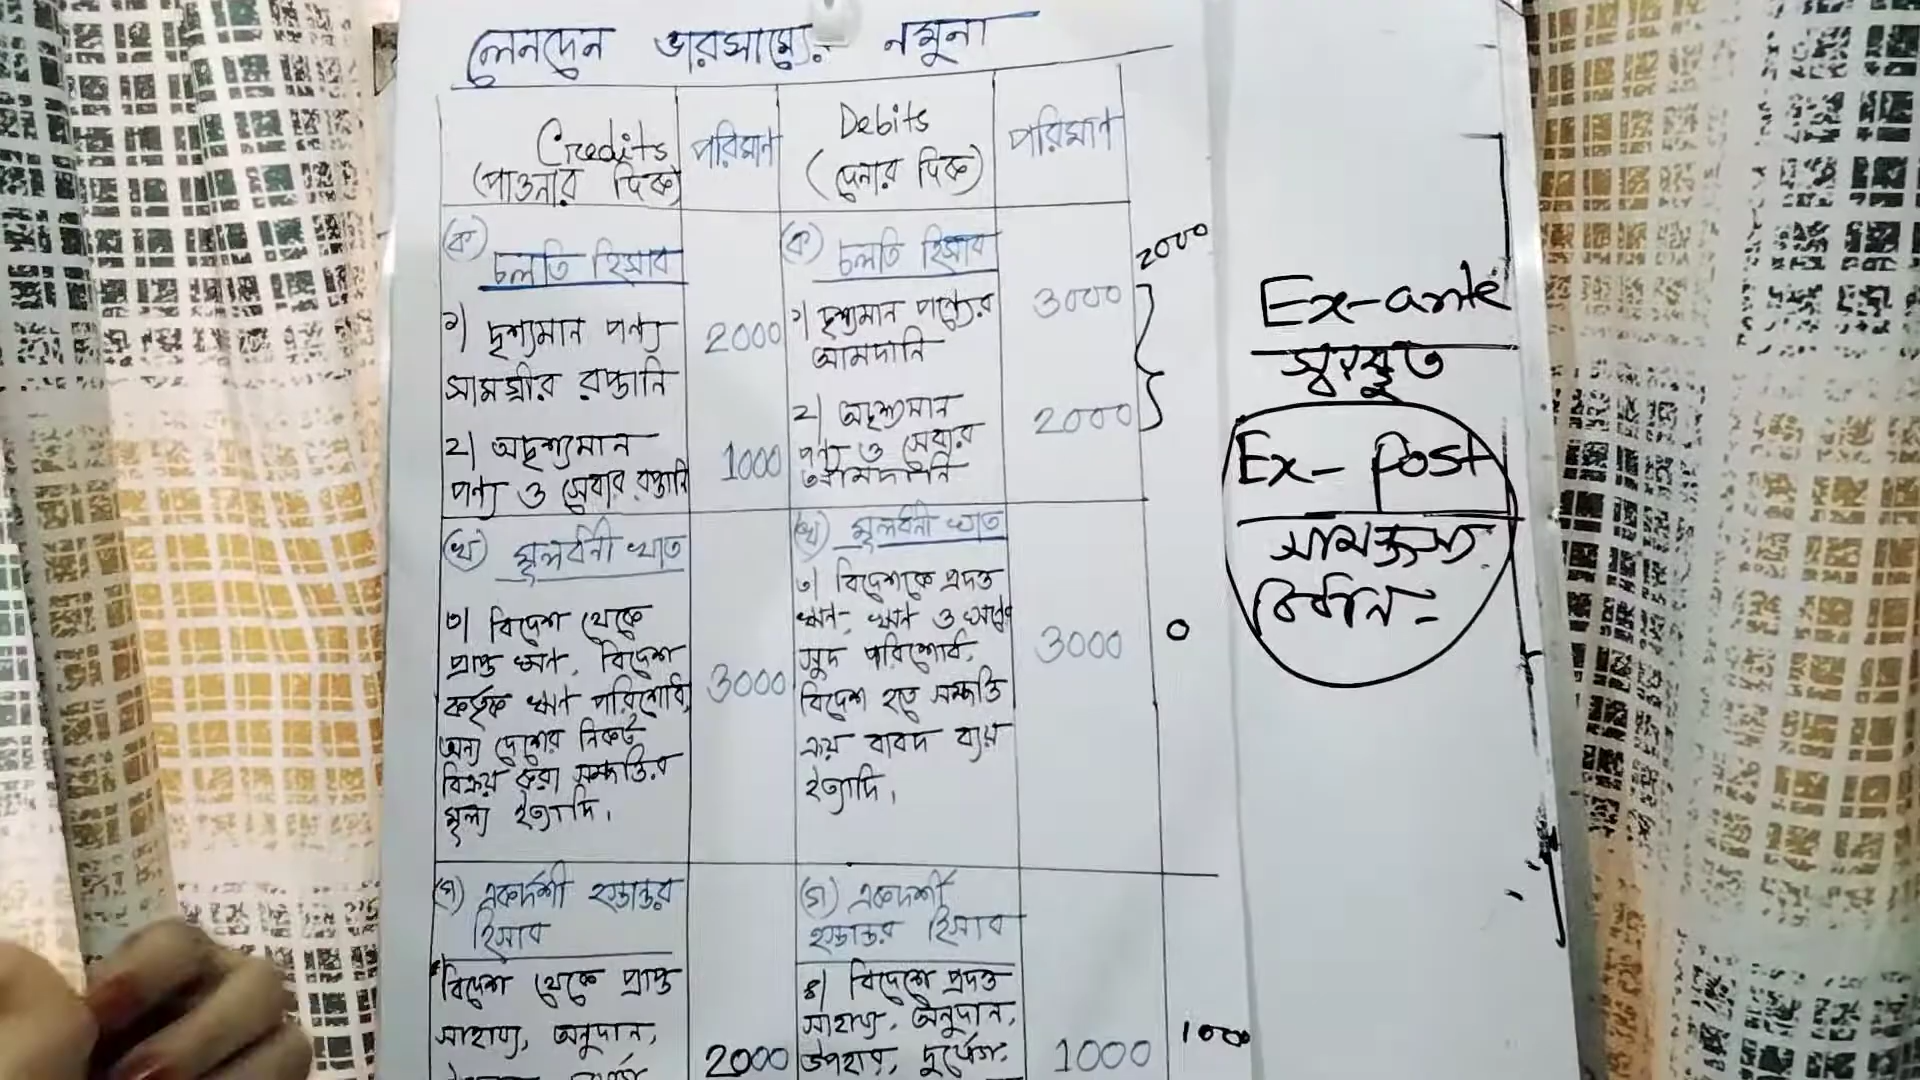 লেনদেন ভারসাম্যের নমুনা
Credits
(পাওনার দিক)
পরিমাণ
Debits
(দেনার দিক)
পরিমাণ
(ক)
চলতি হিসাব
১) দৃশ্যমান পণ্য
সামগ্রীর রপ্তানি
2000
২) অদৃশ্যমান
পণ্য ও সেবার রপ্তানি
1000
(ক) চলতি হিসাব
১) দৃশ্যমান পণ্যের
আমদানি
3000
২) অদৃশ্যমান
পণ্য ও সেবার
আমদানি
2000
2000
(খ) মূলধনী খাত
৩) বিদেশ থেকে
প্রাপ্ত ঋণ, বিদেশ
কর্তৃক ঋণ পরিশোধ,
অন্য দেশের নিকট
বিক্রয় করা সম্পত্তির
মূল্য ইত্যাদি।
3000
(খ) মূলধনী খাত
৩) বিদেশকে প্রদত্ত
ঋণ, ঋণ ও ঋণের
সুদ পরিশোধ,
বিদেশ হতে সম্পত্তি
ক্রয় বাবদ ব্যয়
ইত্যাদি।
3000
0
(গ) একদেশী হস্তান্তর
হিসাব
বিদেশ থেকে প্রাপ্ত
সাহায্য, অনুদান,
2000
(গ) একদেশী
হস্তান্তর হিসাব
৪) বিদেশে প্রদত্ত
সাহায্য, অনুদান,
উপহার,
1000
1000
Ex-ante
Ex-Post
সামঞ্জস্য
বিধান -